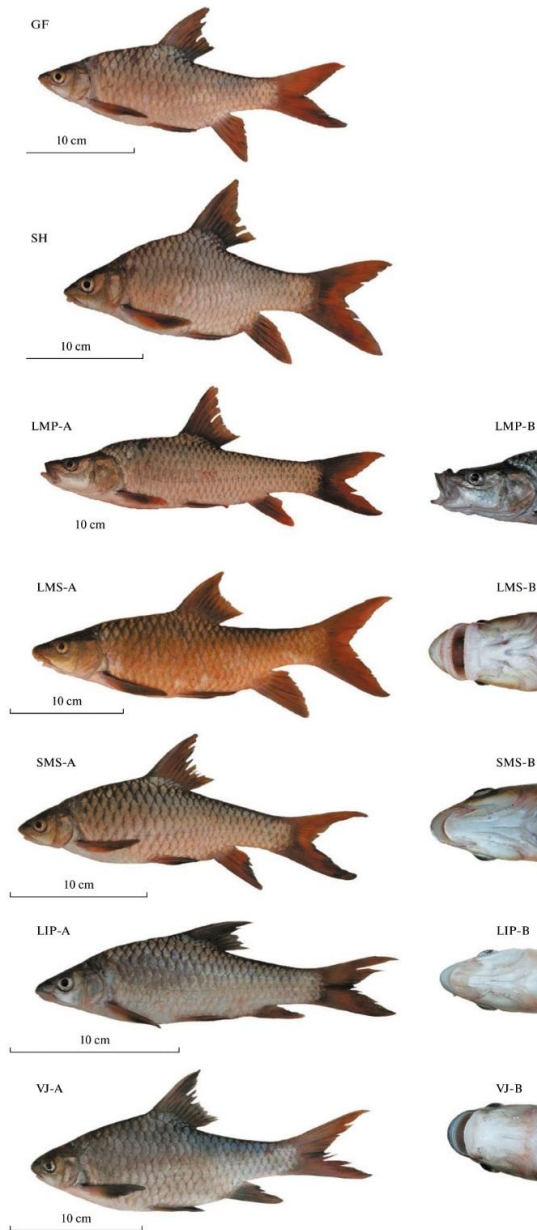 GF
10 cm
SH
10 cm
LMP-A
LMP-B
10 cm
LMS-A
LMS-B
10 cm
SMS-A
SMS-B
10 cm
LIP-A
LIP-B
10 cm
VJ-A
VJ-B
10 cm